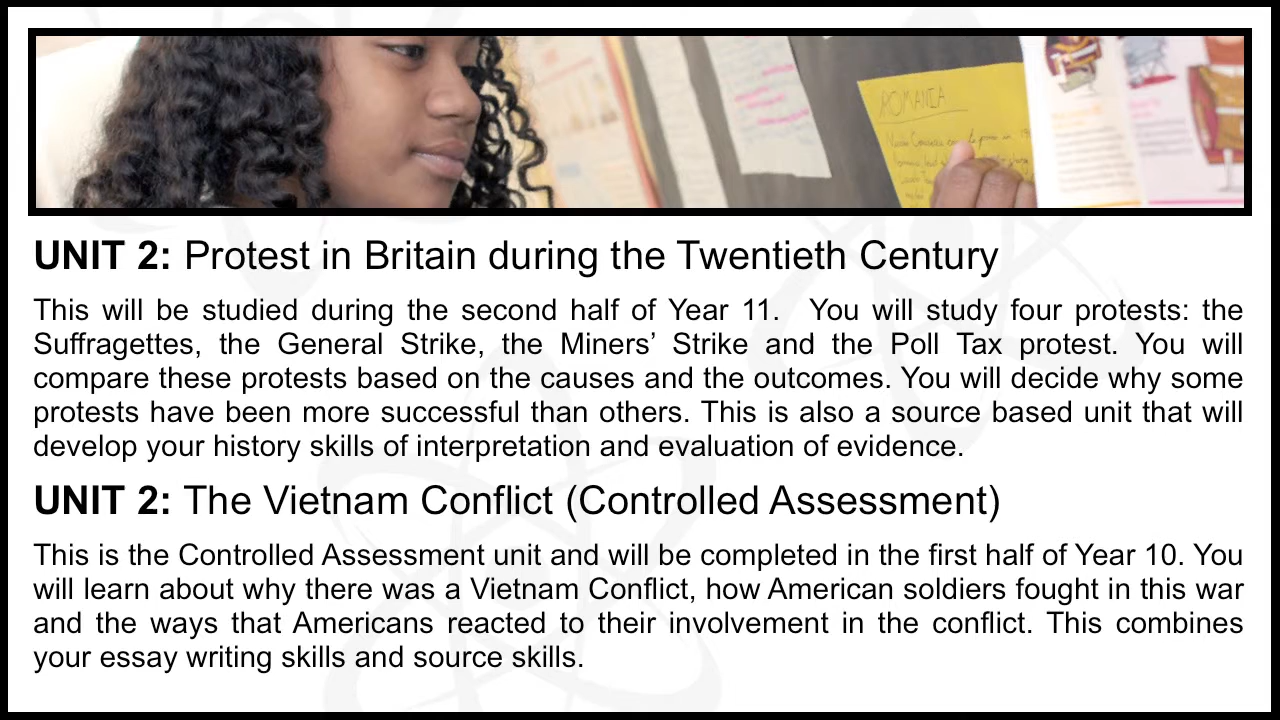 ROMANIA
UNIT 2: Protest in Britain during the Twentieth Century
This will be studied during the second half of Year 11.  You will study four protests: the
Suffragettes, the General Strike, the Miners’ Strike and the Poll Tax protest. You will
compare these protests based on the causes and the outcomes. You will decide why some
protests have been more successful than others. This is also a source based unit that will
develop your history skills of interpretation and evaluation of evidence.
UNIT 2: The Vietnam Conflict (Controlled Assessment)
This is the Controlled Assessment unit and will be completed in the first half of Year 10. You
will learn about why there was a Vietnam Conflict, how American soldiers fought in this war
and the ways that Americans reacted to their involvement in the conflict. This combines
your essay writing skills and source skills.